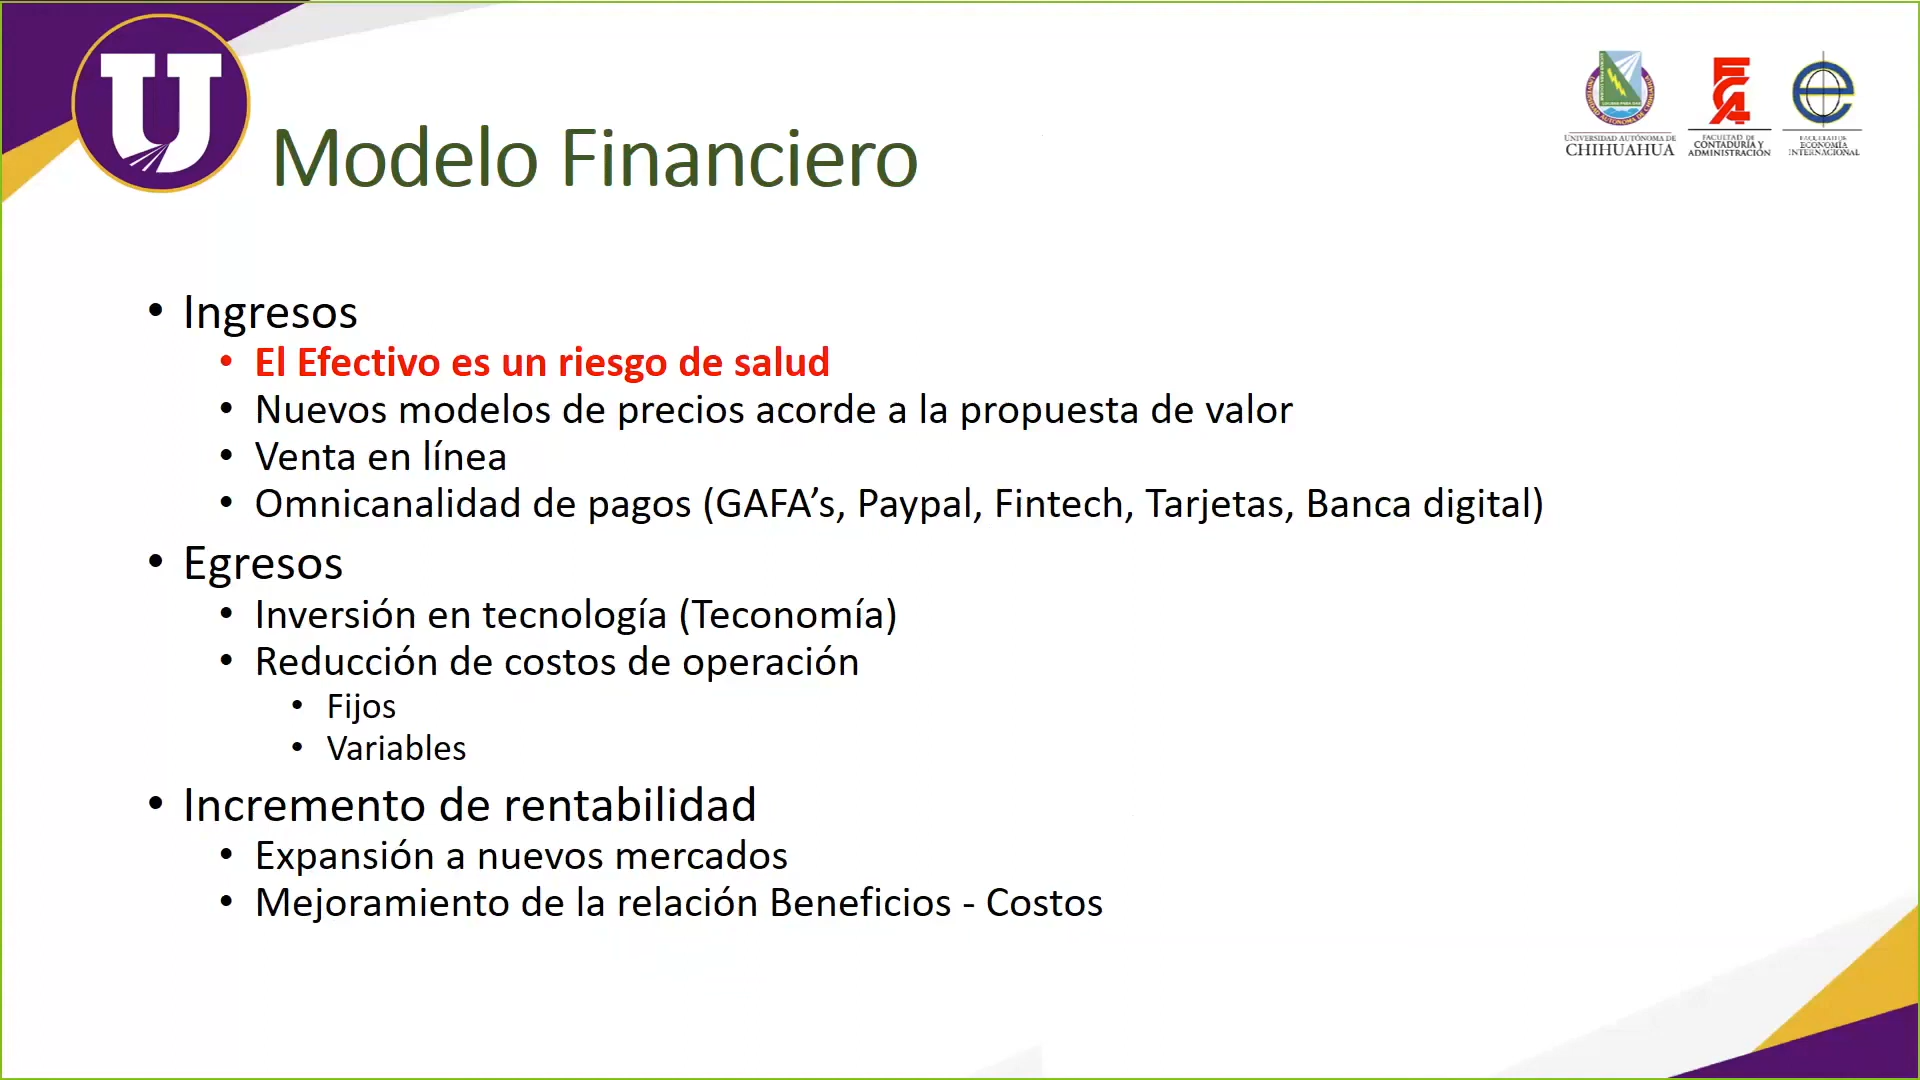 U
Modelo Financiero
UNIVERSIDAD AUTÓNOMA DE
CHIHUAHUA
FACULTAD DE
CONTADURÍA Y
ADMINISTRACIÓN
FACULTAD DE
ECONOMÍA
INTERNACIONAL
• Ingresos
• El Efectivo es un riesgo de salud
• Nuevos modelos de precios acorde a la propuesta de valor
• Venta en línea
• Omnicanalidad de pagos (GAFA’s, Paypal, Fintech, Tarjetas, Banca digital)
• Egresos
• Inversión en tecnología (Teconomía)
• Reducción de costos de operación
• Fijos
• Variables
• Incremento de rentabilidad
• Expansión a nuevos mercados
• Mejoramiento de la relación Beneficios - Costos